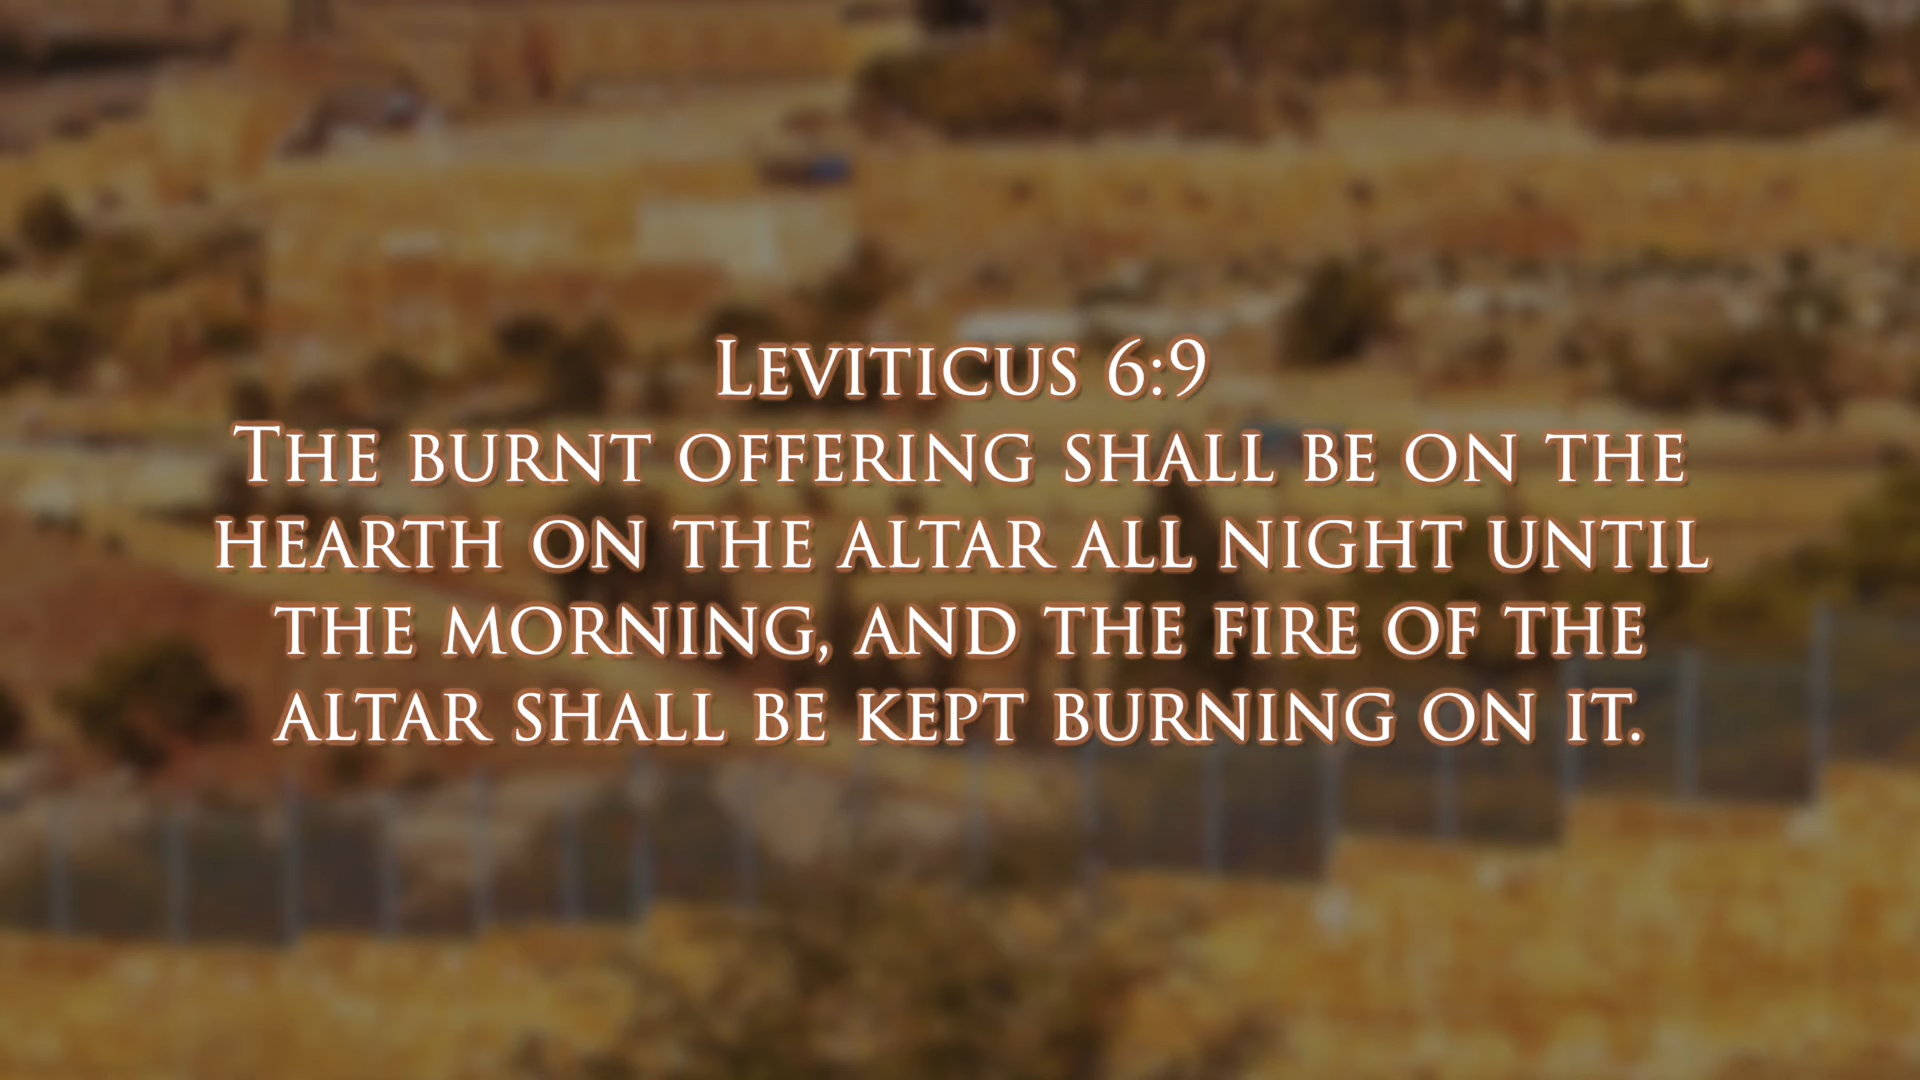 Leviticus 6:9
The burnt offering shall be on the
hearth on the altar all night until
the morning, and the fire of the
altar shall be kept burning on it.